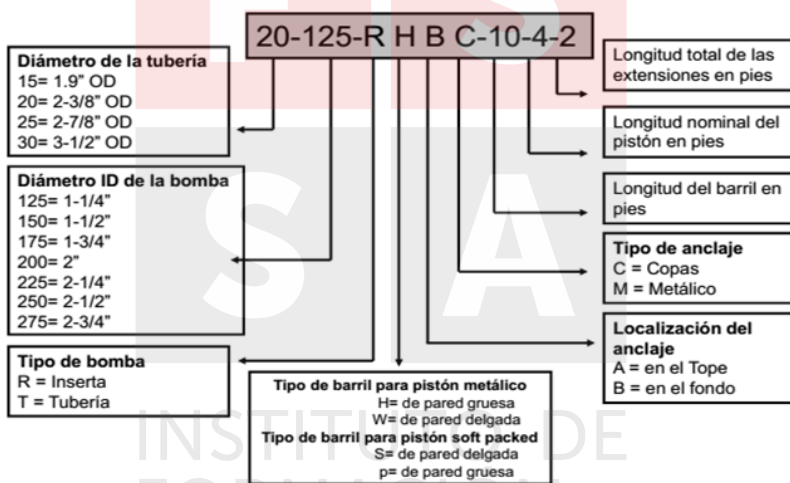 20-125-R H B C-10-4-2
Diámetro de la tubería
15= 1.9" OD
20= 2-3/8" OD
25= 2-7/8" OD
30= 3-1/2" OD
Diámetro ID de la bomba
125= 1-1/4"
150= 1-1/2"
175= 1-3/4"
200= 2"
225= 2-1/4"
250= 2-1/2"
275= 2-3/4"
Tipo de bomba
R = Inserta
T = Tubería
Tipo de barril para pistón metálico
H= de pared gruesa
W= de pared delgada
Tipo de barril para pistón soft packed
S= de pared delgada
p= de pared gruesa
Longitud total de las
extensiones en pies
Longitud nominal del
pistón en pies
Longitud del barril en
pies
Tipo de anclaje
C = Copas
M = Metálico
Localización del
anclaje
A = en el Tope
B = en el fondo
S A
INSTITUTO DE